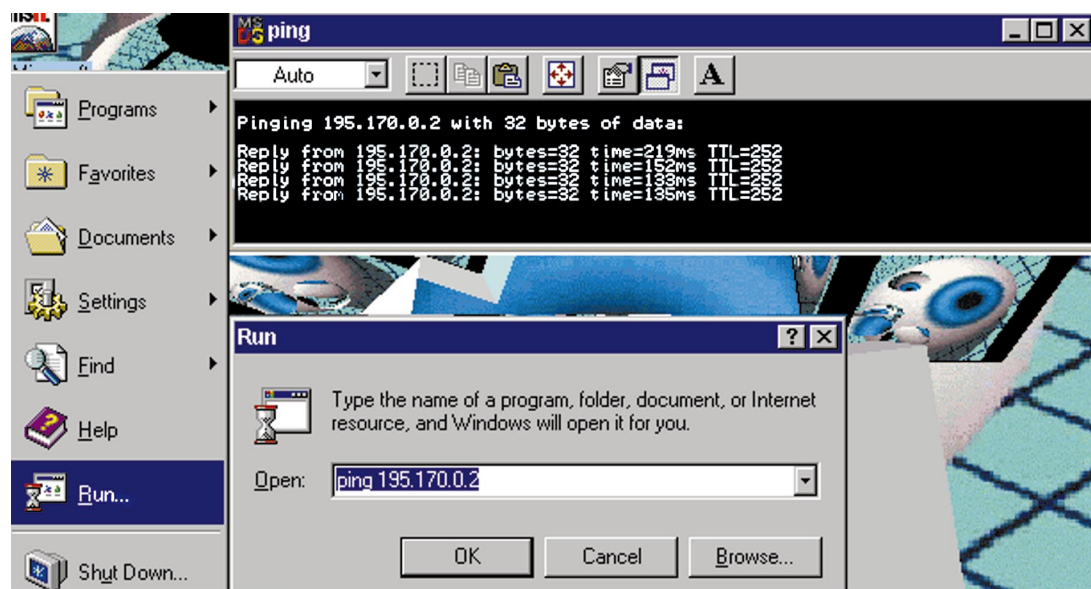 ping
Auto
A
Pinging 195.170.0.2 with 32 bytes of data:
Reply from 195.170.0.2: bytes=32 time=219ms TTL=252
Reply from 195.170.0.2: bytes=32 time=152ms TTL=252
Reply from 195.170.0.2: bytes=32 time=133ms TTL=252
Reply from 195.170.0.2: bytes=32 time=135ms TTL=252
Programs
Favorites
Documents
Settings
Find
Help
Run...
Shut Down...
Run
Type the name of a program, folder, document, or Internet
resource, and Windows will open it for you.
Open:
ping 195.170.0.2
OK
Cancel
Browse...